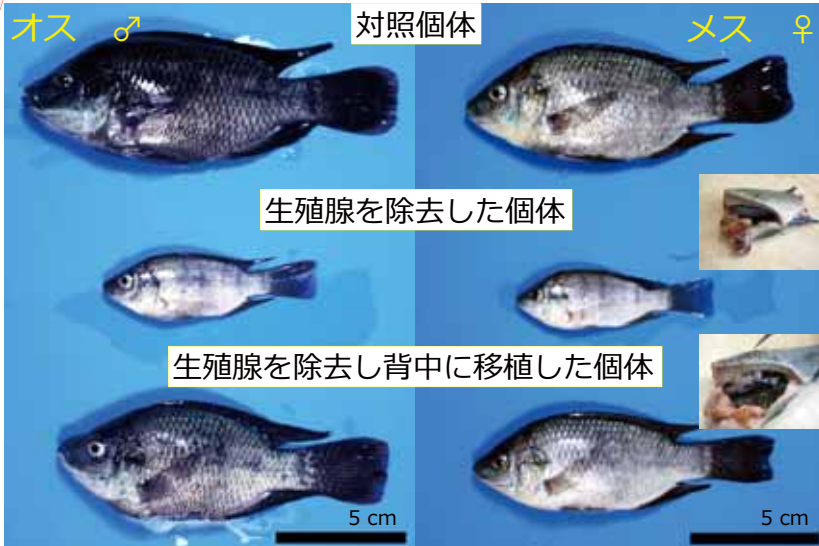 オス ♂
対照個体
メス ♀
生殖腺を除去した個体
生殖腺を除去し背中に移植した個体
5 cm
5 cm